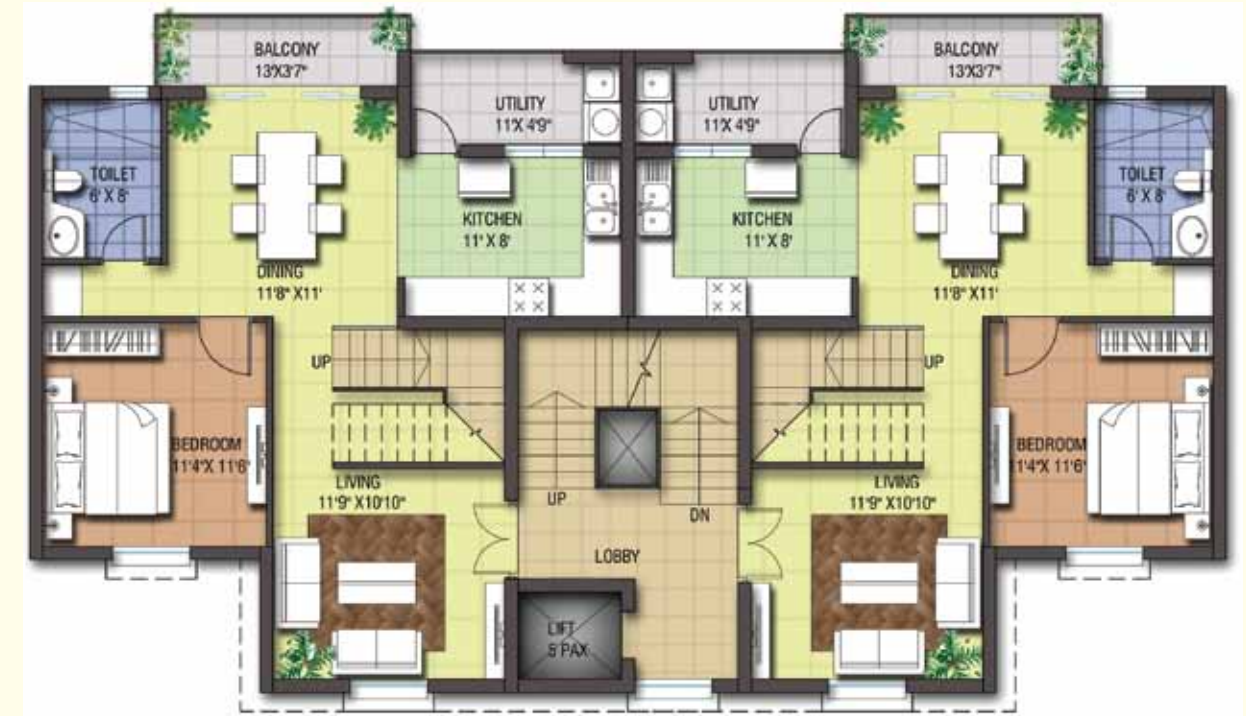 BALCONY
13'X3'7"
BALCONY
13'X3'7"
UTILITY
11'X 4'9"
UTILITY
11'X 4'9"
TOILET
6' X 8'
TOILET
6' X 8'
KITCHEN
11' X 8'
KITCHEN
11' X 8'
DINING
11'8" X11'
DINING
11'8" X11'
UP
UP
BEDROOM
11'4"X 11'6"
BEDROOM
11'4"X 11'6"
LIVING
11'9" X10'10"
LIVING
11'9" X10'10"
UP
DN
LOBBY
LIFT
PAX